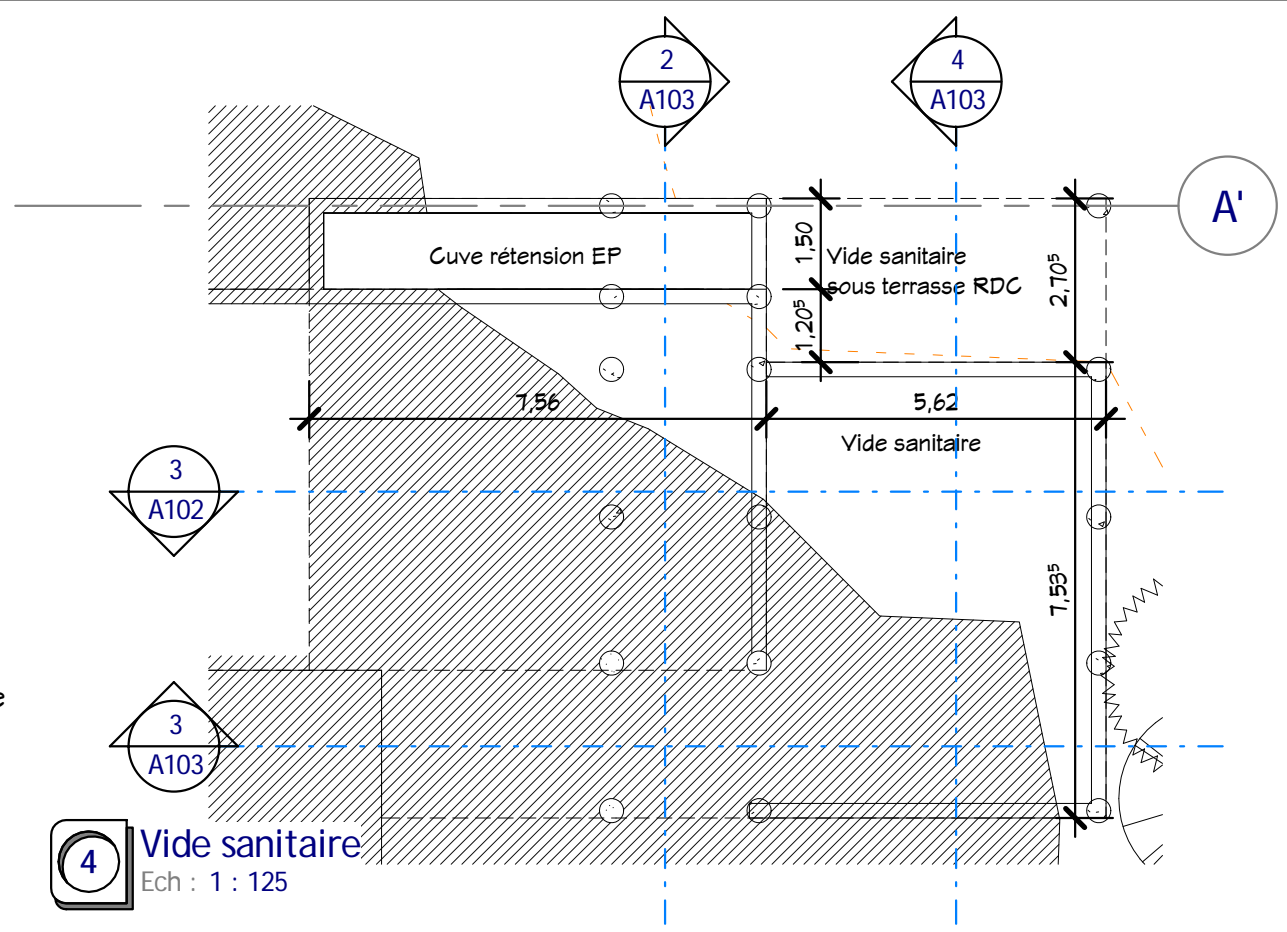 2
A103
4
A103
A'
Cuve rétension EP
1,50
Vide sanitaire
sous terrasse RDC
2,70⁵
1,20⁵
7,56
5,62
Vide sanitaire
3
A102
7,53⁵
e
3
A103
4
Vide sanitaire
Ech : 1 : 125